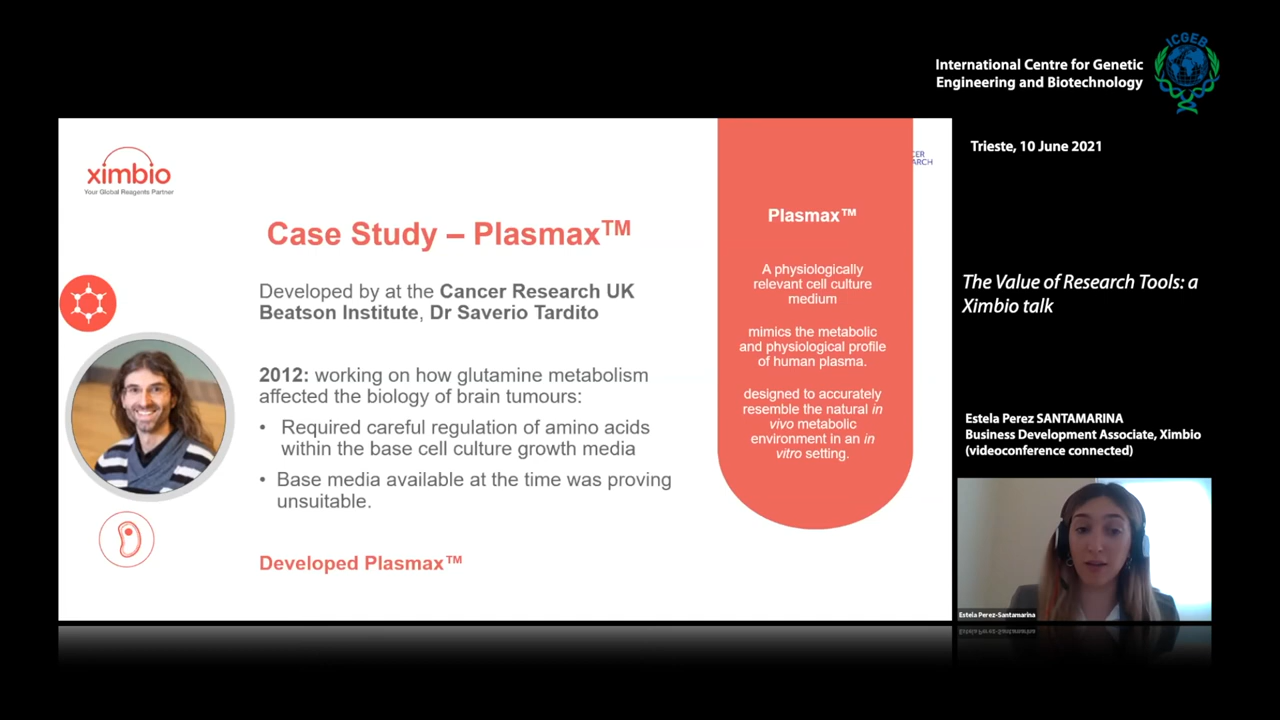 International Centre for Genetic
Engineering and Biotechnology
ICGEB
Trieste, 10 June 2021
ximbio
Your Global Reagents Partner
Case Study – Plasmax™
Developed by at the Cancer Research UK
Beatson Institute, Dr Saverio Tardito
2012: working on how glutamine metabolism
affected the biology of brain tumours:
• Required careful regulation of amino acids
within the base cell culture growth media
• Base media available at the time was proving
unsuitable.
Developed Plasmax™
CER
ARCH
Plasmax™
A physiologically
relevant cell culture
medium
mimics the metabolic
and physiological profile
of human plasma.
designed to accurately
resemble the natural in
vivo metabolic
environment in an in
vitro setting.
The Value of Research Tools: a
Ximbio talk
Estela Perez SANTAMARINA
Business Development Associate, Ximbio
(videoconference connected)
Estela Perez-Santamarina